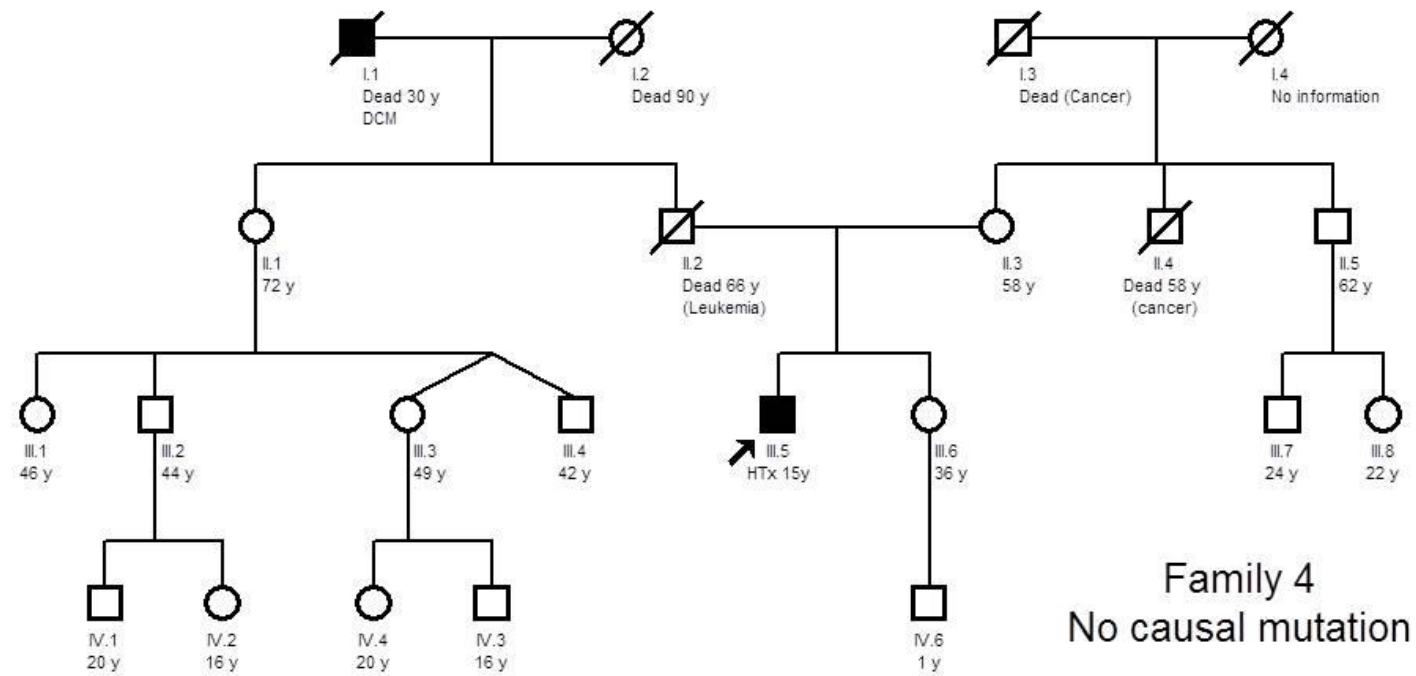 I.1
Dead 30 y
DCM
I.2
Dead 90 y
I.3
Dead (Cancer)
I.4
No information
II.1
72 y
II.2
Dead 66 y
(Leukemia)
II.3
58 y
II.4
Dead 58 y
(cancer)
II.5
62 y
III.1
46 y
III.2
44 y
III.3
49 y
III.4
42 y
III.5
HTx 15y
III.6
36 y
III.7
24 y
III.8
22 y
IV.1
20 y
IV.2
16 y
IV.4
20 y
IV.3
16 y
IV.6
1 y
Family 4
No causal mutation